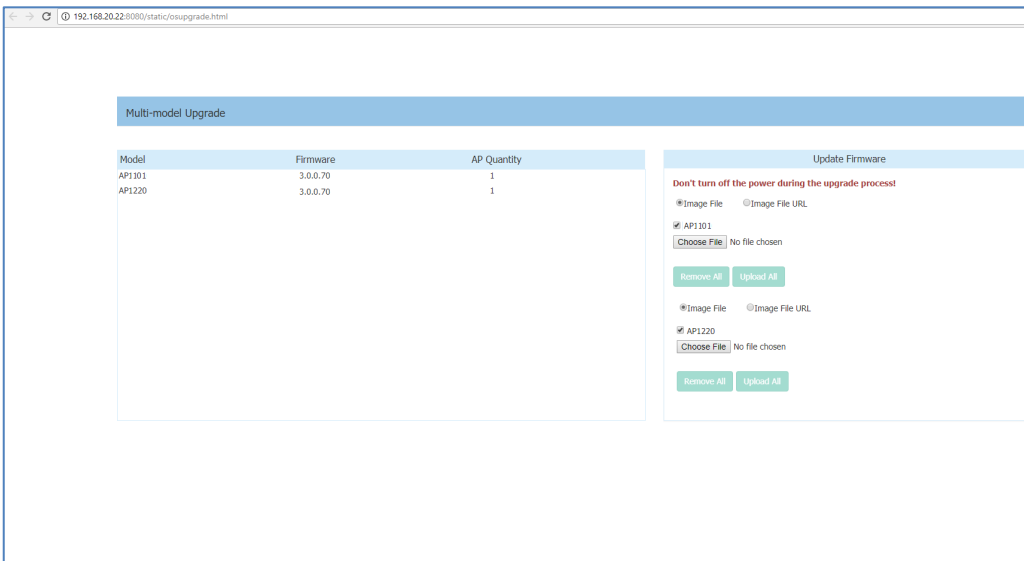 192.168.20.22:8080/static/osupgrade.html
Multi-model Upgrade
Model Firmware AP Quantity
AP1101 3.0.0.70 1
AP1220 3.0.0.70 1
Update Firmware
Don't turn off the power during the upgrade process!
Image File Image File URL
AP1101
Choose File No file chosen
Remove All Upload All
Image File Image File URL
AP1220
Choose File No file chosen
Remove All Upload All